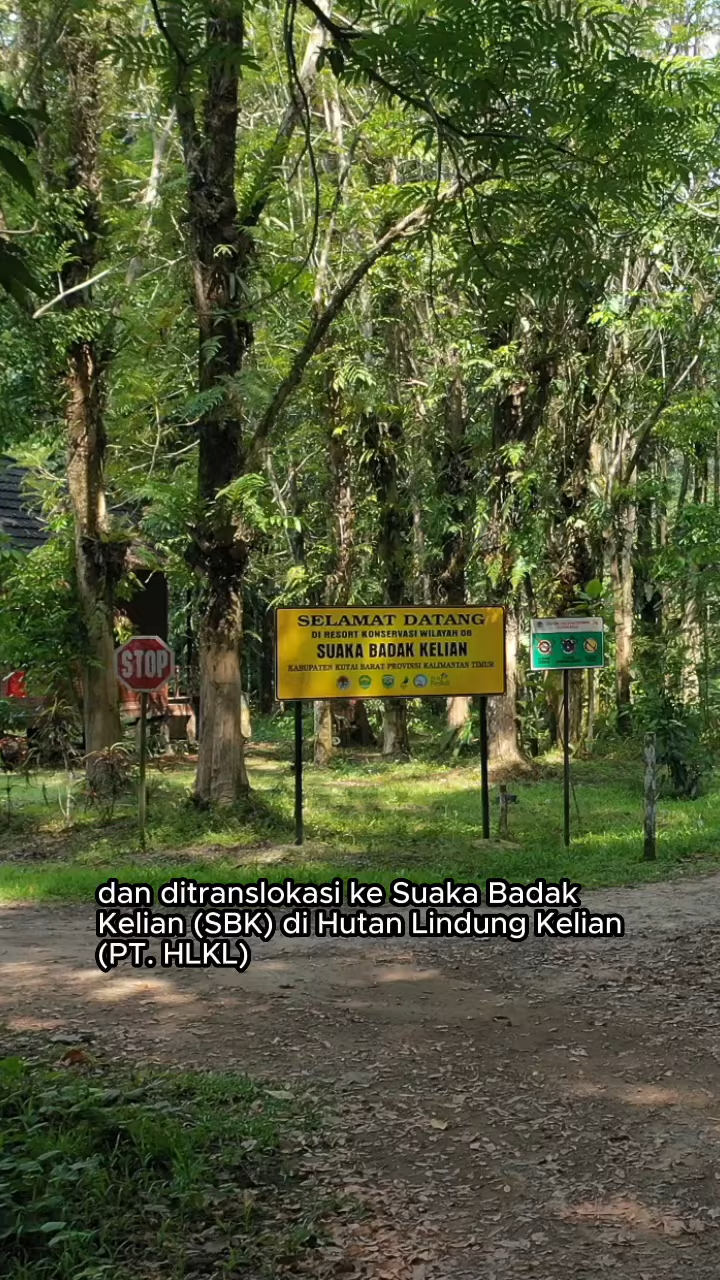 SELAMAT DATANG
DI RESORT KONSERVASI WILAYAH 06
SUAKA BADAK KELIAN
KABUPATEN KUTAI BARAT PROVINSI KALIMANTAN TIMUR
STOP
dan ditranslokasi ke Suaka Badak
Kelian (SBK) di Hutan Lindung Kelian
(PT. HLKL)